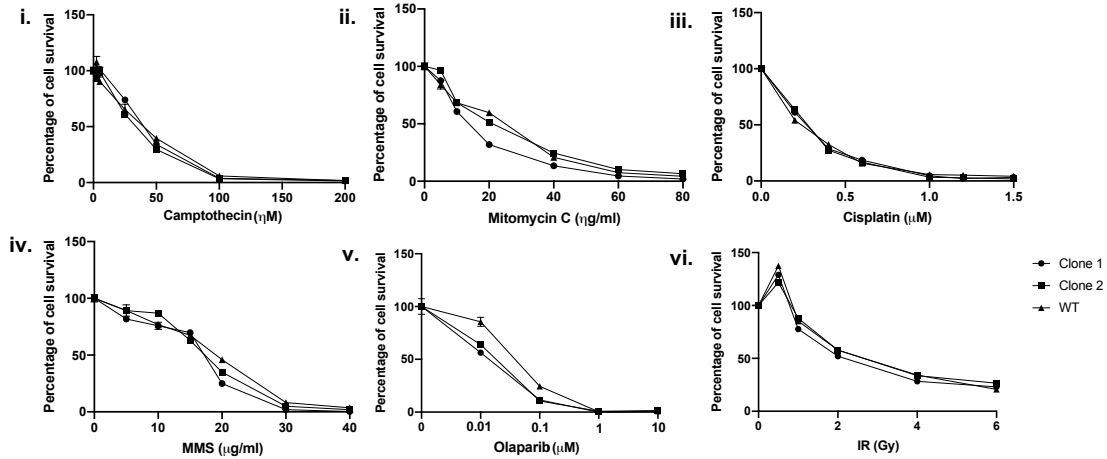 i.
Percentage of cell survival
150
100
50
0
0 50 100 150 200
Camptothecin (ηM)
ii.
Percentage of cell survival
150
100
50
0
0 20 40 60 80
Mitomycin C (ηg/ml)
iii.
Percentage of cell survival
150
100
50
0
0.0 0.5 1.0 1.5
Cisplatin (μM)
iv.
Percentage of cell survival
150
100
50
0
0 10 20 30 40
MMS (μg/ml)
v.
Percentage of cell survival
150
100
50
0
0 0.01 0.1 1 10
Olaparib (μM)
vi.
Percentage of cell survival
150
100
50
0
0 2 4 6
IR (Gy)
Clone 1
Clone 2
WT